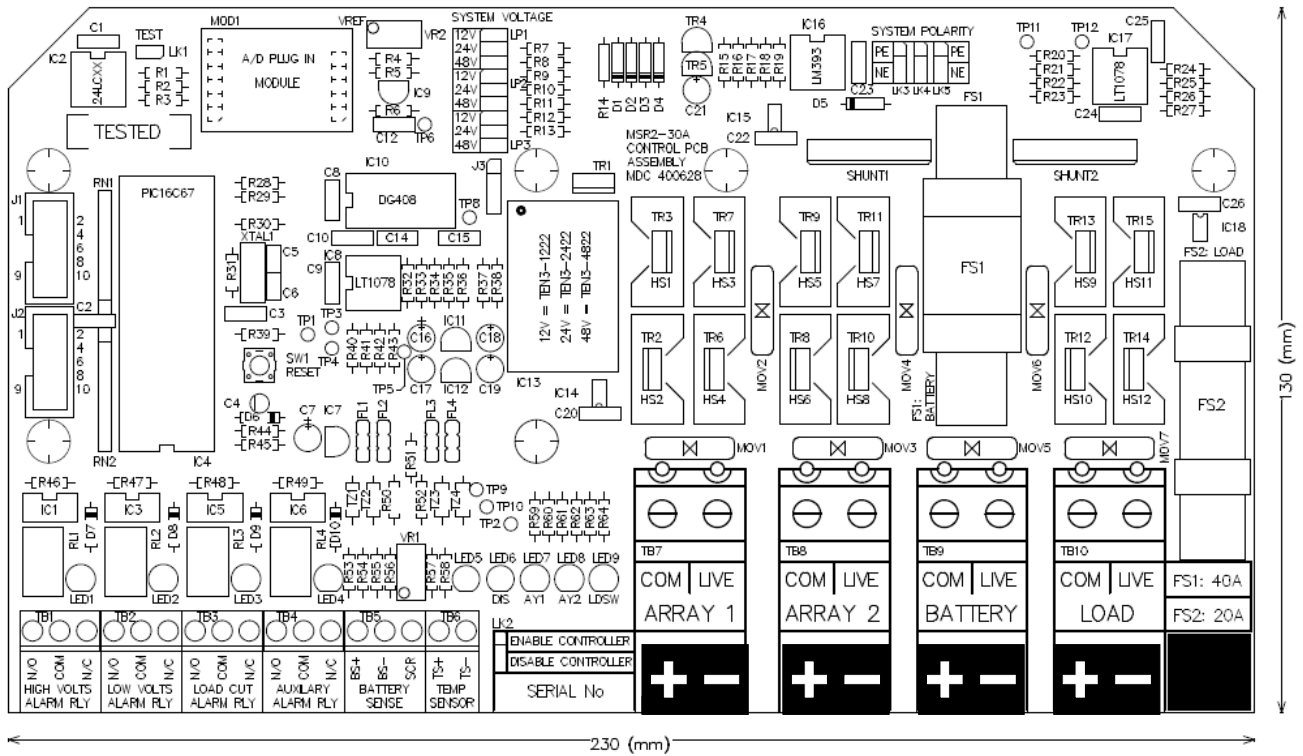 C1
TEST
IC2
24LCXX
LK1
R1
R2
R3
TESTED
MOD1
A/D PLUG IN
MODULE
VREF
VR2
R4
R5
IC9
R6
C12
TP6
SYSTEM VOLTAGE
12V
24V
48V
12V
24V
48V
12V
24V
48V
LP1
LP2
LP3
R7
R8
R9
R10
R11
R12
R13
R14
D1
D2
D3
D4
TR4
TR5
C21
R15
R16
R17
R18
R19
IC16
LM393
C23
D5
SYSTEM POLARITY
PE
PE
NE
NE
LK3
LK4
LK5
IC15
C22
FS1
TP11
TP12
R20
R21
R22
R23
IC17
LT1078
C24
C25
R24
R25
R26
R27
MSR2-30A
CONTROL PCB
ASSEMBLY
MDC 400628
SHUNT1
SHUNT2
J1
1
2
4
6
8
9
10
RN1
PIC16C67
R28
R29
R30
XTAL1
R31
C5
C6
C3
C8
IC10
DG408
TP8
C10
C14
C15
J3
TR1
IC8
C9
LT1078
R32
R33
R34
R35
R36
R37
R38
12V = TEN3-1222
24V = TEN3-2422
48V = TEN3-4822
IC13
TR3
HS1
TR7
HS3
TR9
HS5
TR11
HS7
FS1
TR13
HS9
TR15
HS11
C26
IC18
FS2: LOAD
J2
C2
1
2
4
6
8
9
10
R39
TP1
TP3
TP4
SW1
RESET
R40
R41
R42
R43
TP5
C16
IC11
C18
C17
IC12
C19
IC14
C20
TR2
HS2
TR6
HS4
MOV2
TR8
HS6
TR10
HS8
MOV4
FS1:
BATTERY
MOV6
TR12
HS10
TR14
HS12
FS2
C4
D6
R44
R45
C7
IC7
FL1
FL2
FL3
FL4
R51
RN2
IC4
MOV1
MOV3
MOV5
MOV7
R46
IC1
D7
RL1
LED1
R47
IC3
D8
RL2
LED2
R48
IC5
D9
RL3
LED3
R49
IC6
D10
RL4
LED4
TZ1
TZ2
R50
R52
TZ3
TZ4
TP9
TP10
TP2
R59
R60
R61
R62
R63
R64
R53
R54
R55
R56
VR1
R57
R58
LED5
LED6
LED7
LED8
LED9
DIS
AY1
AY2
LDSW
TB7
COM LIVE
ARRAY 1
+ −
TB8
COM LIVE
ARRAY 2
+ −
TB9
COM LIVE
BATTERY
+ −
TB10
COM LIVE
LOAD
+ −
FS1: 40A
FS2: 20A
TB1
N/O
COM
N/C
HIGH VOLTS
ALARM RLY
TB2
N/O
COM
N/C
LOW VOLTS
ALARM RLY
TB3
N/O
COM
N/C
LOAD CUT
ALARM RLY
TB4
N/O
COM
N/C
AUXILARY
ALARM RLY
TB5
BS+
BS−
SCR
BATTERY
SENSE
TB6
TS+
TS−
TEMP
SENSOR
LK2
ENABLE CONTROLLER
DISABLE CONTROLLER
SERIAL No
130 (mm)
230 (mm)